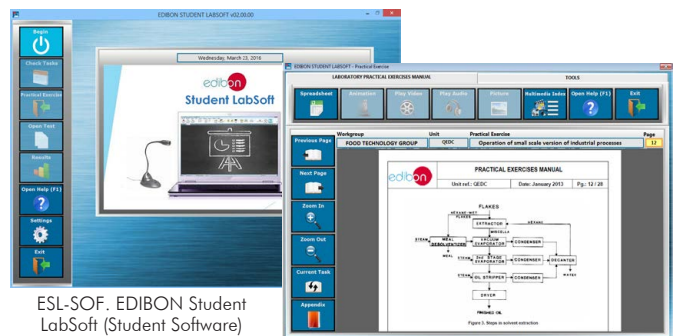 EDIBON STUDENT LABSOFT v02.00.00
Begin
Check Tasks
Practical Exercise
Open Test
Results
Open Help (F1)
Settings
Exit
Wednesday, March 23, 2016
edibon
Student LabSoft
ESL-SOF. EDIBON Student
LabSoft (Student Software)
EDIBON STUDENT LABSOFT - Practical Exercise
LABORATORY PRACTICAL EXERCISES MANUAL
TOOLS
Spreadsheet
Animation
Play Video
Play Audio
Picture
Multimedia Index
Open Help (F1)
Exit
Workgroup
Unit
Practical Exercise
Page
FOOD TECHNOLOGY GROUP
QEDC
Operation of small scale version of industrial processes
12
Previous Page
Next Page
Zoom In
Zoom Out
Current Task
Appendix
edibon
PRACTICAL EXERCISES MANUAL
Unit ref.: QEDC
Date: January 2013
Pg.: 12 / 28
FLAKES
HEXANE-WET
FLAKES
EXTRACTOR
HEXANE
MISCELLA
STEAM
MEAL
DESOLVENTIZER
STEAM
VACUUM
EVAPORATOR
CONDENSER
DECANTER
MEAL
STEAM
2nd STAGE
EVAPORATOR
CONDENSER
WATER
STEAM
OIL STRIPPER
CONDENSER
DRYER
FINISHED OIL
Figure 3. Steps in solvent extraction